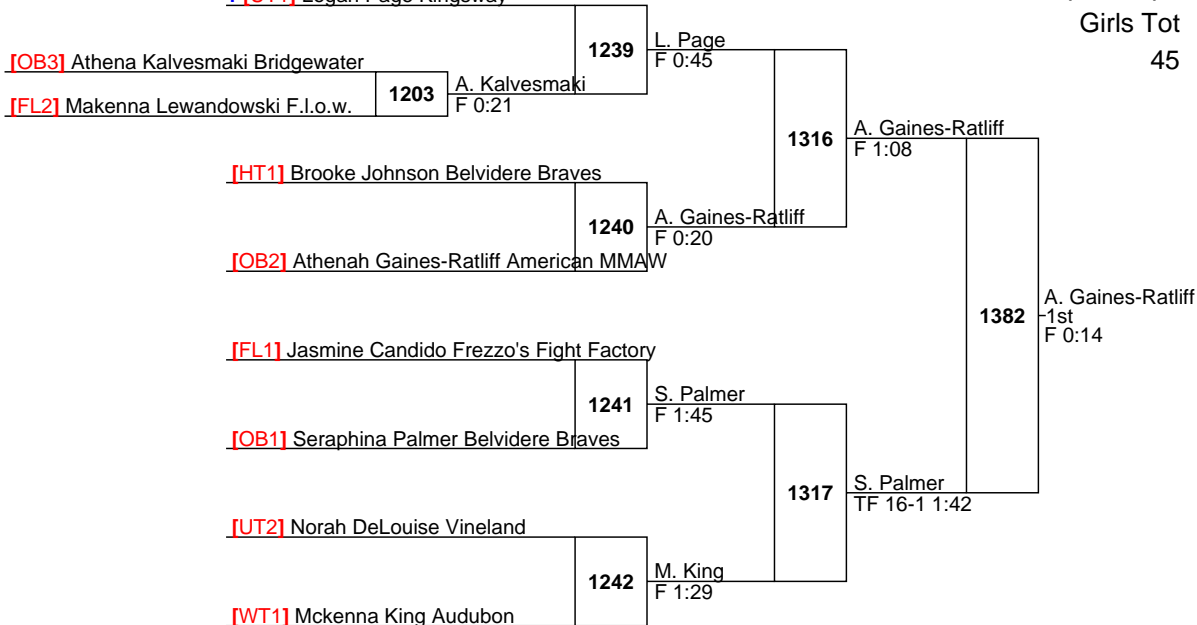 Girls Tot
45
Logan Page Kingsway
1239
L. Page
F 0:45
[OB3] Athena Kalvesmaki Bridgewater
1203
A. Kalvesmaki
F 0:21
[FL2] Makenna Lewandowski F.l.o.w.
1316
A. Gaines-Ratliff
F 1:08
[HT1] Brooke Johnson Belvidere Braves
1240
A. Gaines-Ratliff
F 0:20
[OB2] Athenah Gaines-Ratliff American MMAW
1382
A. Gaines-Ratliff
1st
F 0:14
[FL1] Jasmine Candido Frezzo's Fight Factory
1241
S. Palmer
F 1:45
[OB1] Seraphina Palmer Belvidere Braves
1317
S. Palmer
TF 16-1 1:42
[UT2] Norah DeLouise Vineland
1242
M. King
F 1:29
[WT1] Mckenna King Audubon